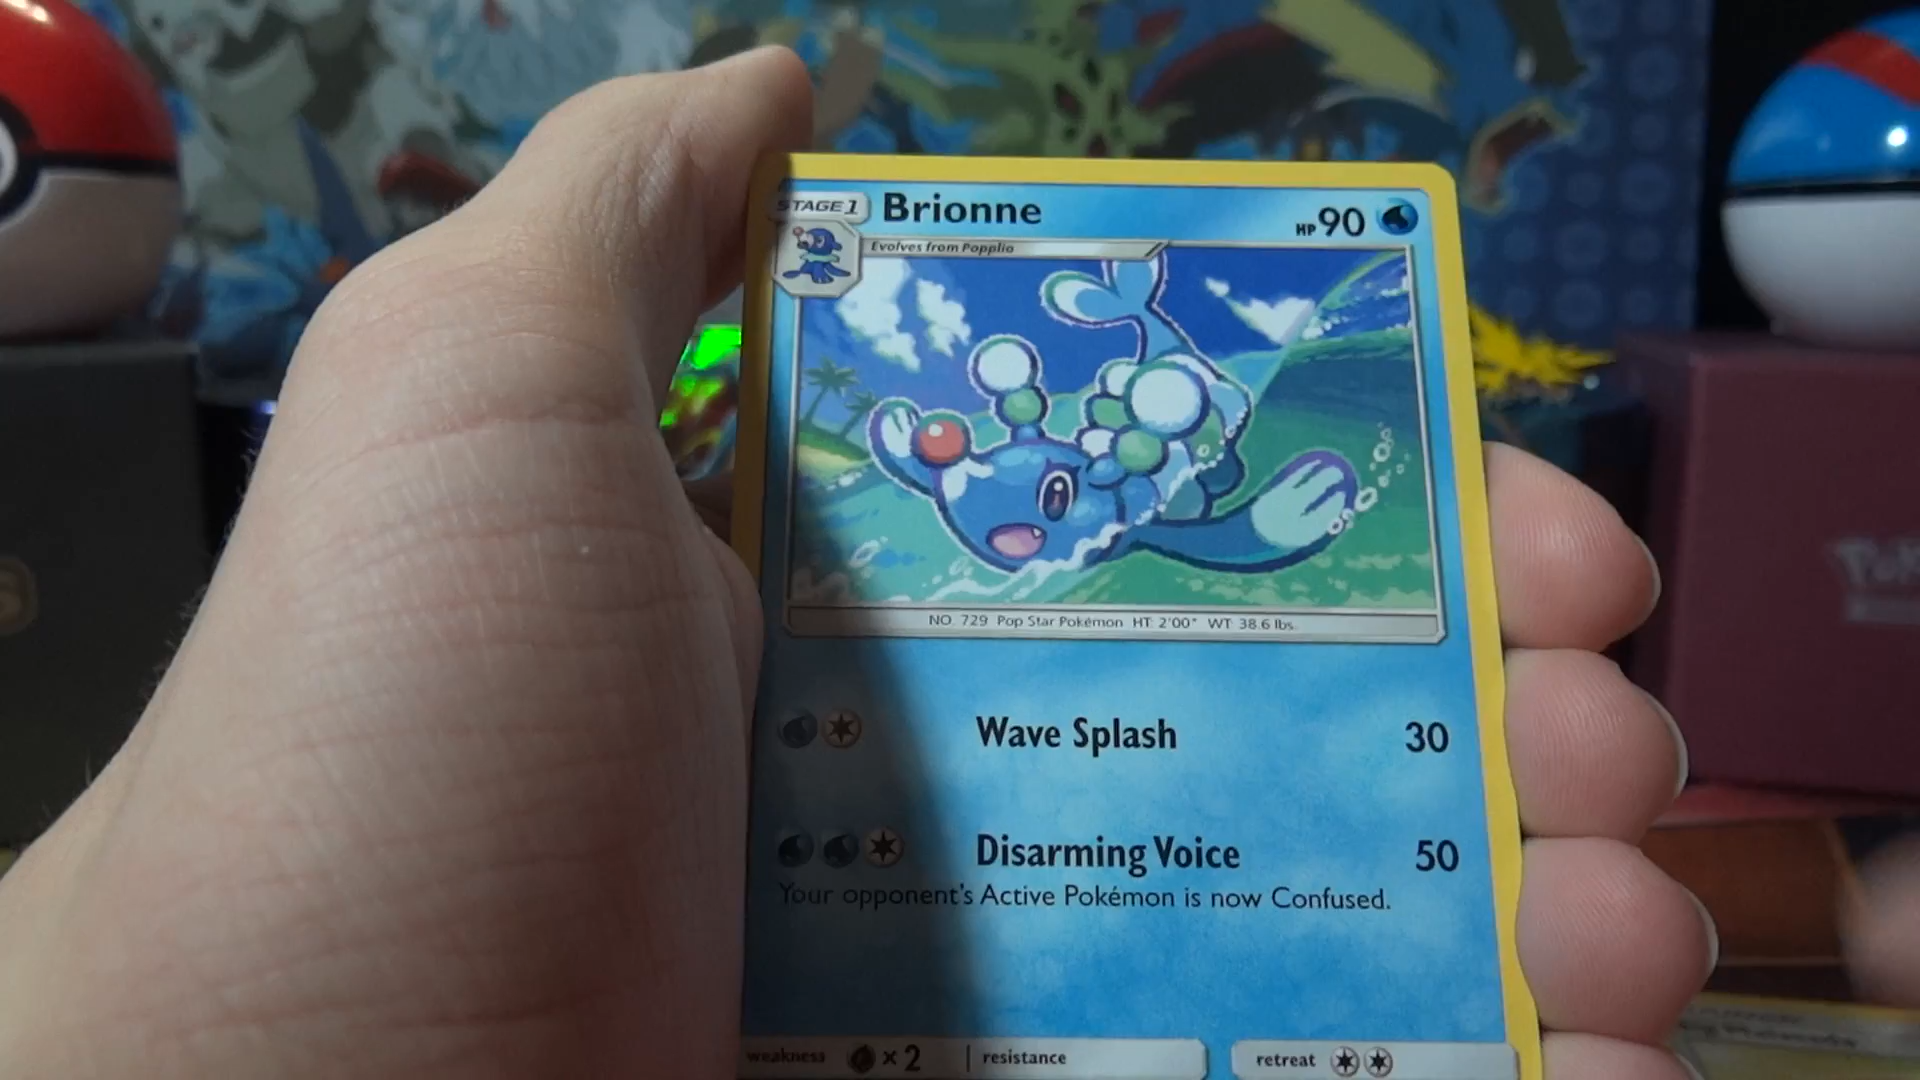 STAGE 1 Brionne HP 90
Evolves from Popplio
NO. 729 Pop Star Pokémon HT: 2'00" WT: 38.6 lbs.
Wave Splash 30
Disarming Voice 50
Your opponent's Active Pokémon is now Confused.
weakness ×2 resistance retreat